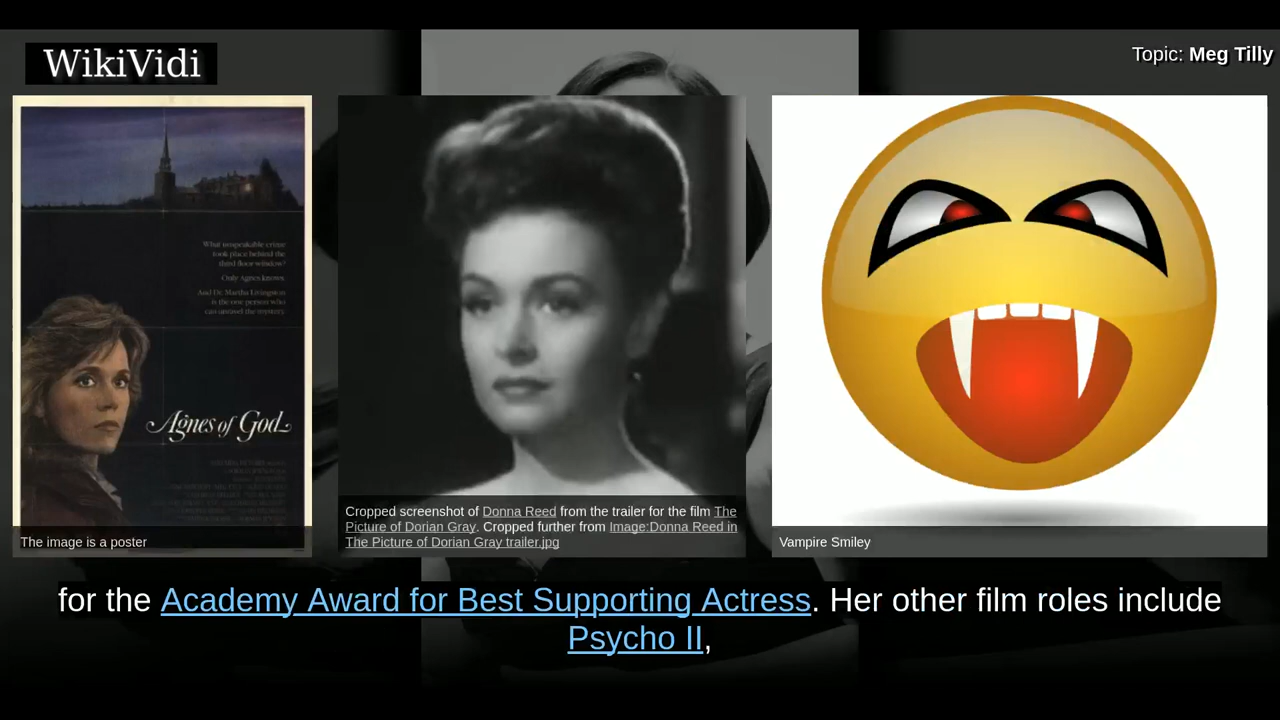 WikiVidi
Topic: Meg Tilly
What unspeakable crime
took place behind the
third floor window?
Only Agnes knows.
And Dr. Martha Livingston
is the one person who
can unravel the mystery.
Agnes of God
The image is a poster
Cropped screenshot of Donna Reed from the trailer for the film The
Picture of Dorian Gray. Cropped further from Image:Donna Reed in
The Picture of Dorian Gray trailer.jpg
Vampire Smiley
for the Academy Award for Best Supporting Actress. Her other film roles include
Psycho II,